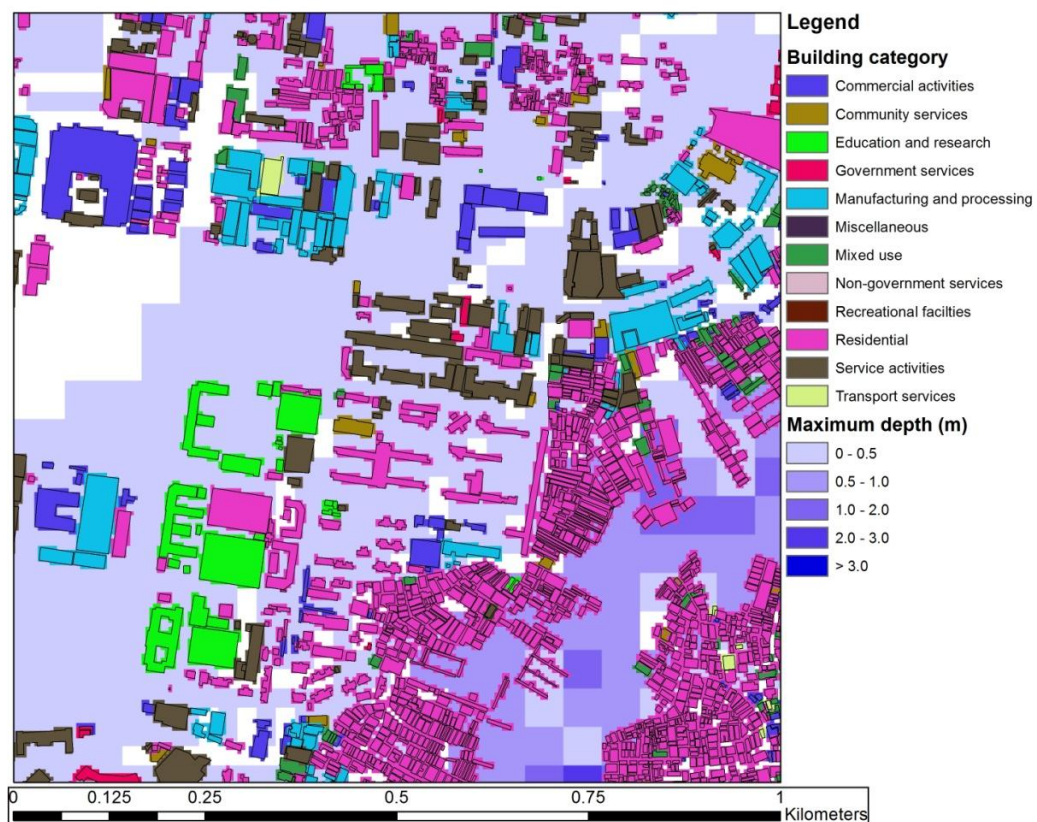 Legend
Building category
Commercial activities
Community services
Education and research
Government services
Manufacturing and processing
Miscellaneous
Mixed use
Non-government services
Recreational facilties
Residential
Service activities
Transport services
Maximum depth (m)
0 - 0.5
0.5 - 1.0
1.0 - 2.0
2.0 - 3.0
> 3.0
0 0.125 0.25 0.5 0.75 1
Kilometers